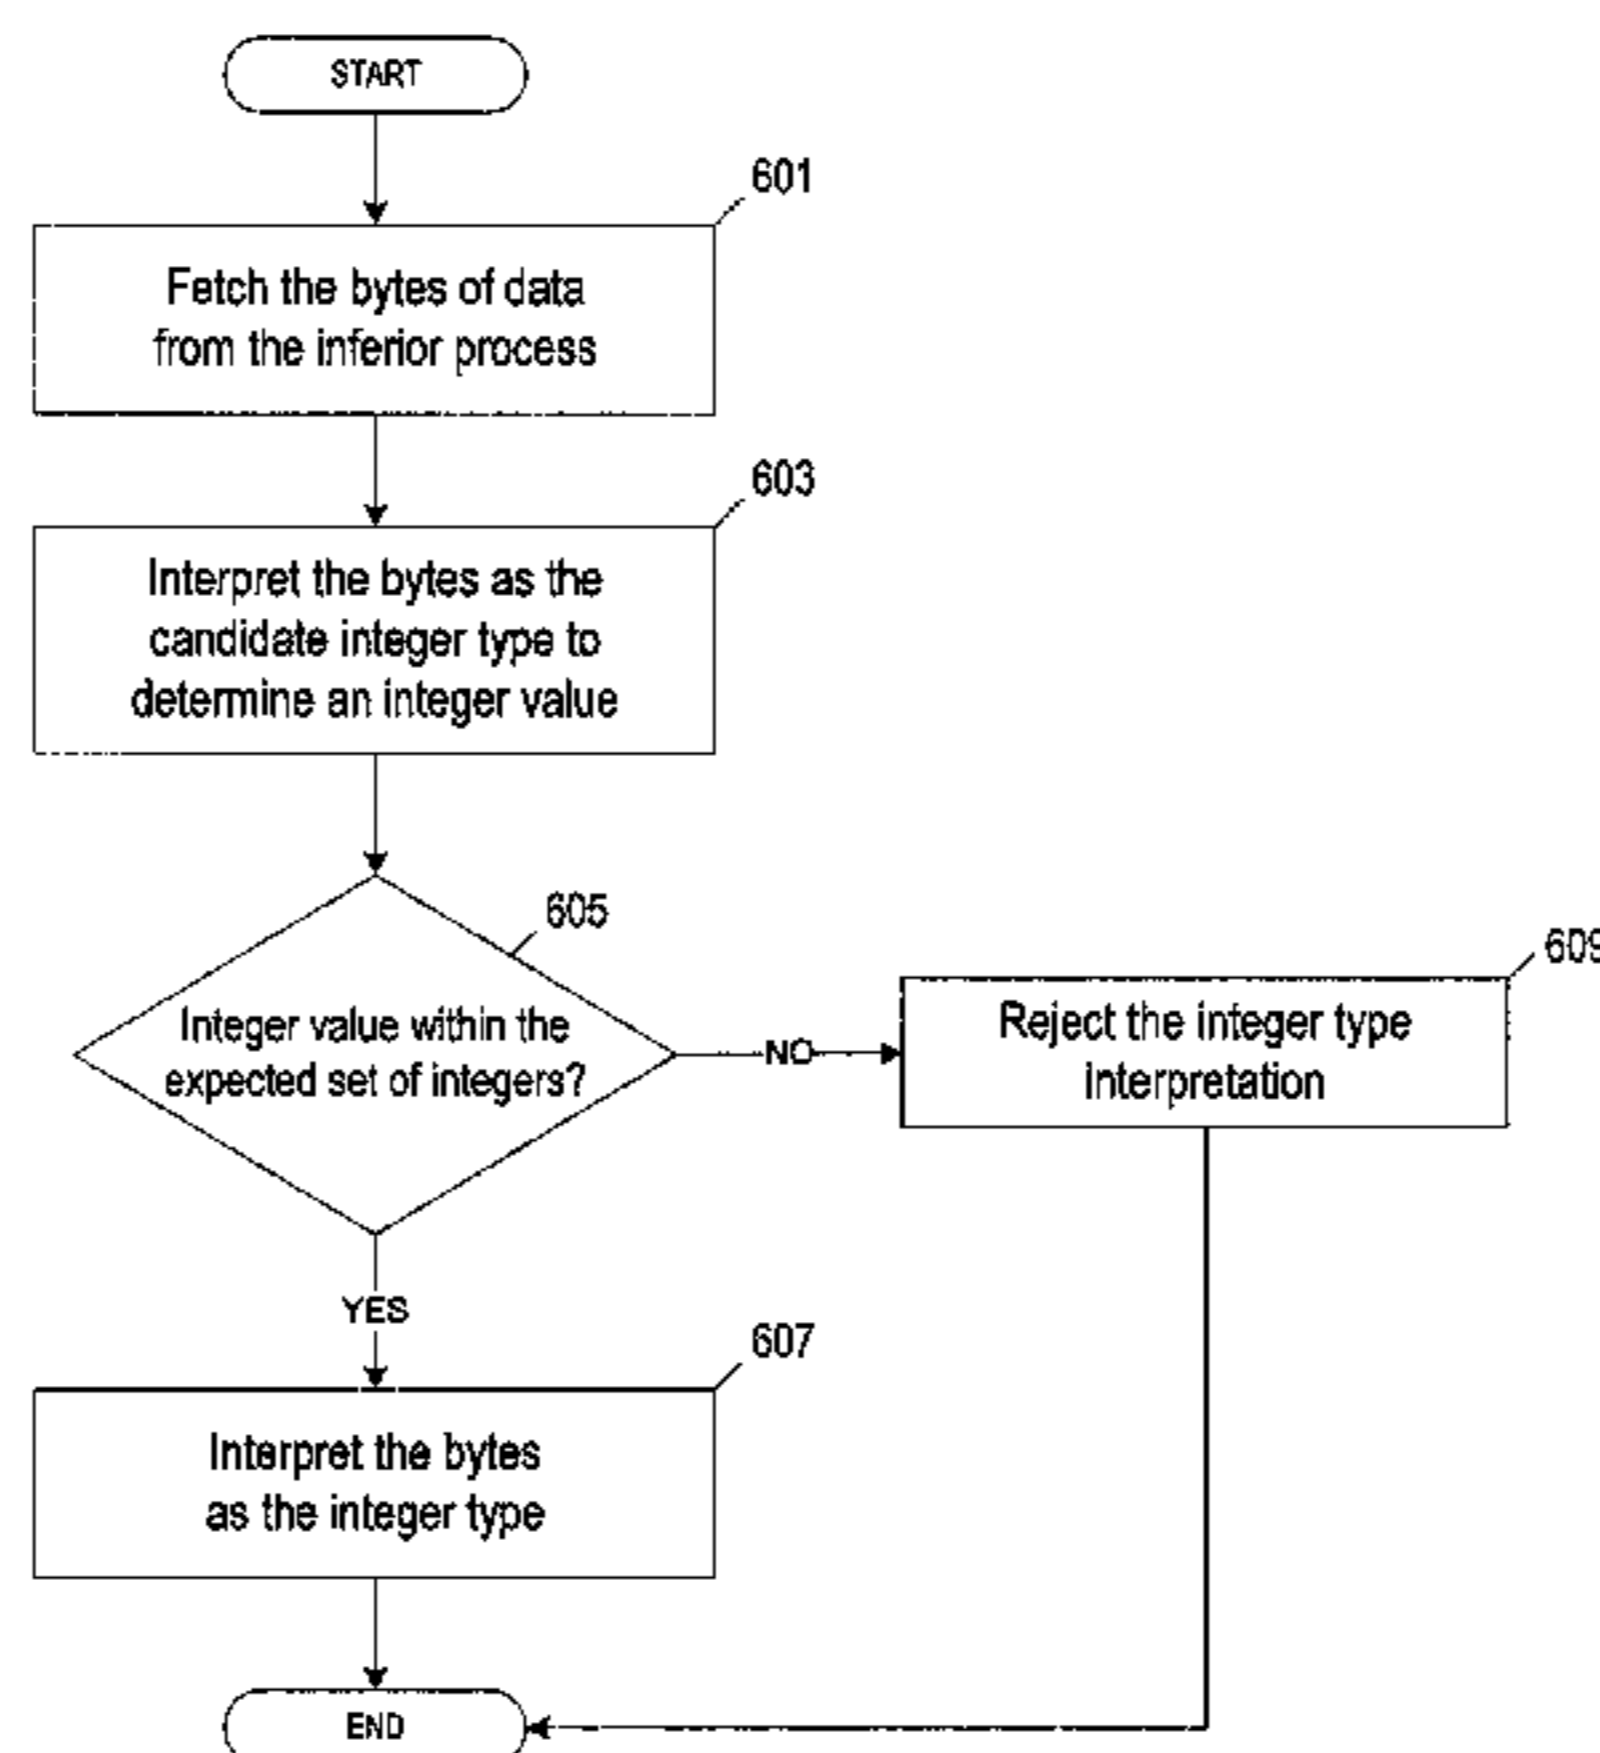 START
601
Fetch the bytes of data
from the inferior process
603
Interpret the bytes as the
candidate integer type to
determine an integer value
605
Integer value within the
expected set of integers?
NO
609
Reject the integer type
interpretation
YES
607
Interpret the bytes
as the integer type
END